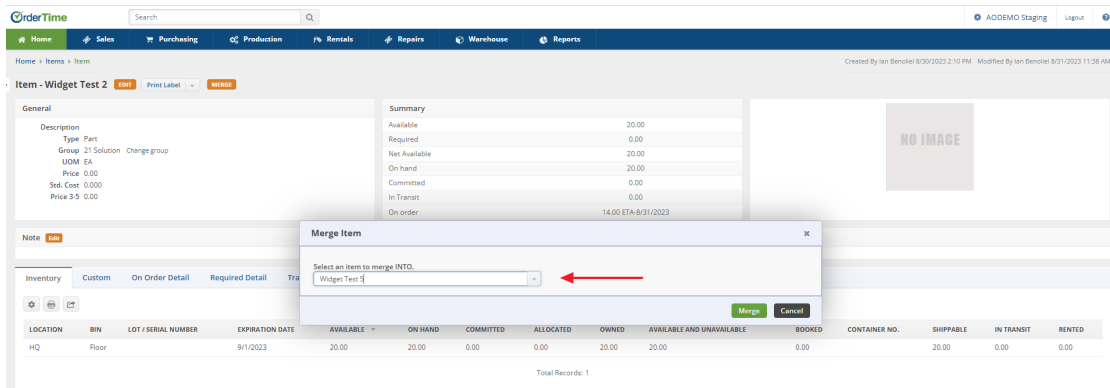 OrderTime
Search
AODEMO Staging Logout
Home Sales Purchasing Production Rentals Repairs Warehouse Reports
Home › Items › Item
Created By Ian Benoliel 8/30/2023 2:10 PM Modified By Ian Benoliel 8/31/2023 11:38 AM
Item - Widget Test 2 EDIT Print Label MERGE
General
Description
Type Part
Group 21 Solution Change group
UOM EA
Price 0.00
Std. Cost 0.000
Price 3-5 0.00
Summary
Available 20.00
Required 0.00
Net Available 20.00
On hand 20.00
Committed 0.00
In Transit 0.00
On order 14.00 ETA-8/31/2023
NO IMAGE
Note Edit
Merge Item
Select an item to merge INTO.
Widget Test 5
Merge Cancel
Inventory Custom On Order Detail Required Detail Tra
LOCATION BIN LOT / SERIAL NUMBER EXPIRATION DATE AVAILABLE ON HAND COMMITTED ALLOCATED OWNED AVAILABLE AND UNAVAILABLE BOOKED CONTAINER NO. SHIPPABLE IN TRANSIT RENTED
HQ Floor 9/1/2023 20.00 20.00 0.00 0.00 20.00 20.00 0.00 20.00 0.00 0.00
Total Records: 1